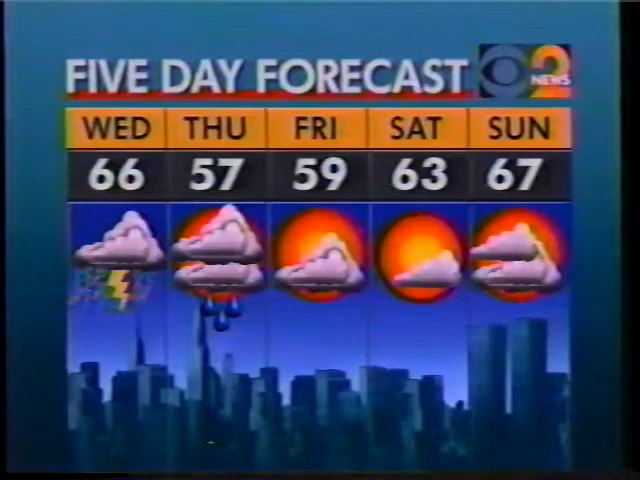 FIVE DAY FORECAST
2 NEWS
WED THU FRI SAT SUN
66 57 59 63 67